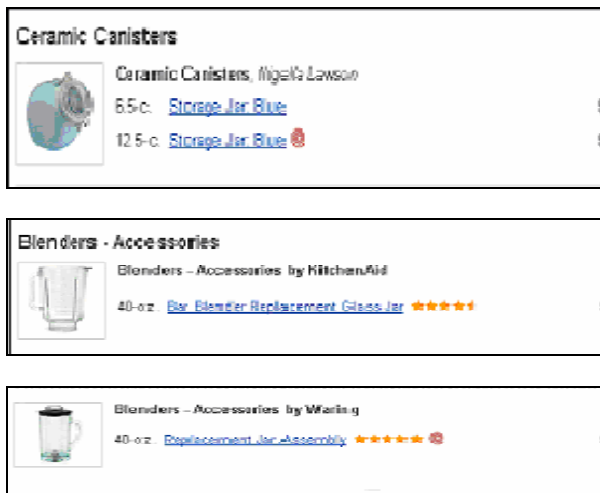 Ceramic Canisters
Ceramic Canisters, Nigella Lawson
6.5-c. Storage Jar Blue
12.5-c. Storage Jar Blue
Blenders - Accessories
Blenders - Accessories by KitchenAid
40-oz. Bar Blender Replacement Glass Jar
Blenders - Accessories by Waring
40-oz. Replacement Jar Assembly